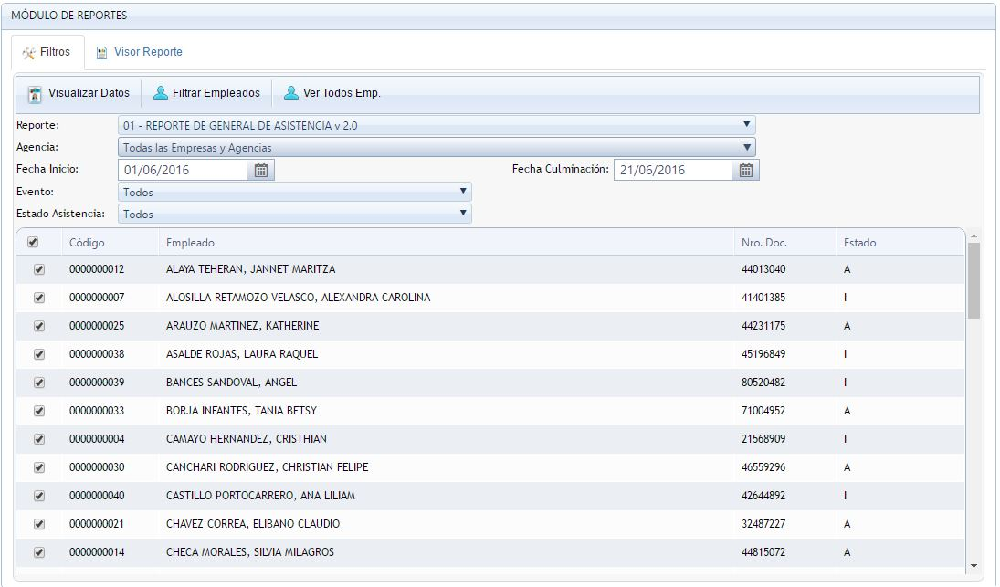 MÓDULO DE REPORTES
Filtros Visor Reporte
Visualizar Datos Filtrar Empleados Ver Todos Emp.
Reporte: 01 - REPORTE DE GENERAL DE ASISTENCIA v 2.0
Agencia: Todas las Empresas y Agencias
Fecha Inicio: 01/06/2016 Fecha Culminación: 21/06/2016
Evento: Todos
Estado Asistencia: Todos
Código Empleado Nro. Doc. Estado
0000000012 ALAYA TEHERAN, JANNET MARITZA 44013040 A
0000000007 ALOSILLA RETAMOZO VELASCO, ALEXANDRA CAROLINA 41401385 I
0000000025 ARAUZO MARTINEZ, KATHERINE 44231175 A
0000000038 ASALDE ROJAS, LAURA RAQUEL 45196849 I
0000000039 BANCES SANDOVAL, ANGEL 80520482 I
0000000033 BORJA INFANTES, TANIA BETSY 71004952 A
0000000004 CAMAYO HERNANDEZ, CRISTHIAN 21568909 I
0000000030 CANCHARI RODRIGUEZ, CHRISTIAN FELIPE 46559296 A
0000000040 CASTILLO PORTOCARRERO, ANA LILIAM 42644892 I
0000000021 CHAVEZ CORREA, ELIBANO CLAUDIO 32487227 A
0000000014 CHECA MORALES, SILVIA MILAGROS 44815072 A